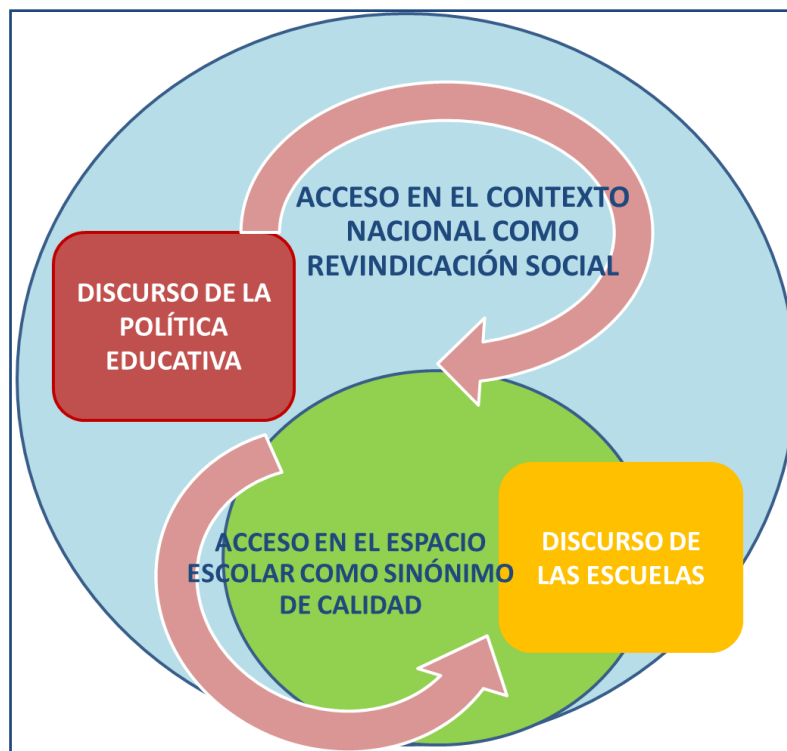 ACCESO EN EL CONTEXTO
NACIONAL COMO
REVINDICACIÓN SOCIAL
DISCURSO DE LA
POLÍTICA
EDUCATIVA
ACCESO EN EL ESPACIO
ESCOLAR COMO SINÓNIMO
DE CALIDAD
DISCURSO DE
LAS ESCUELAS